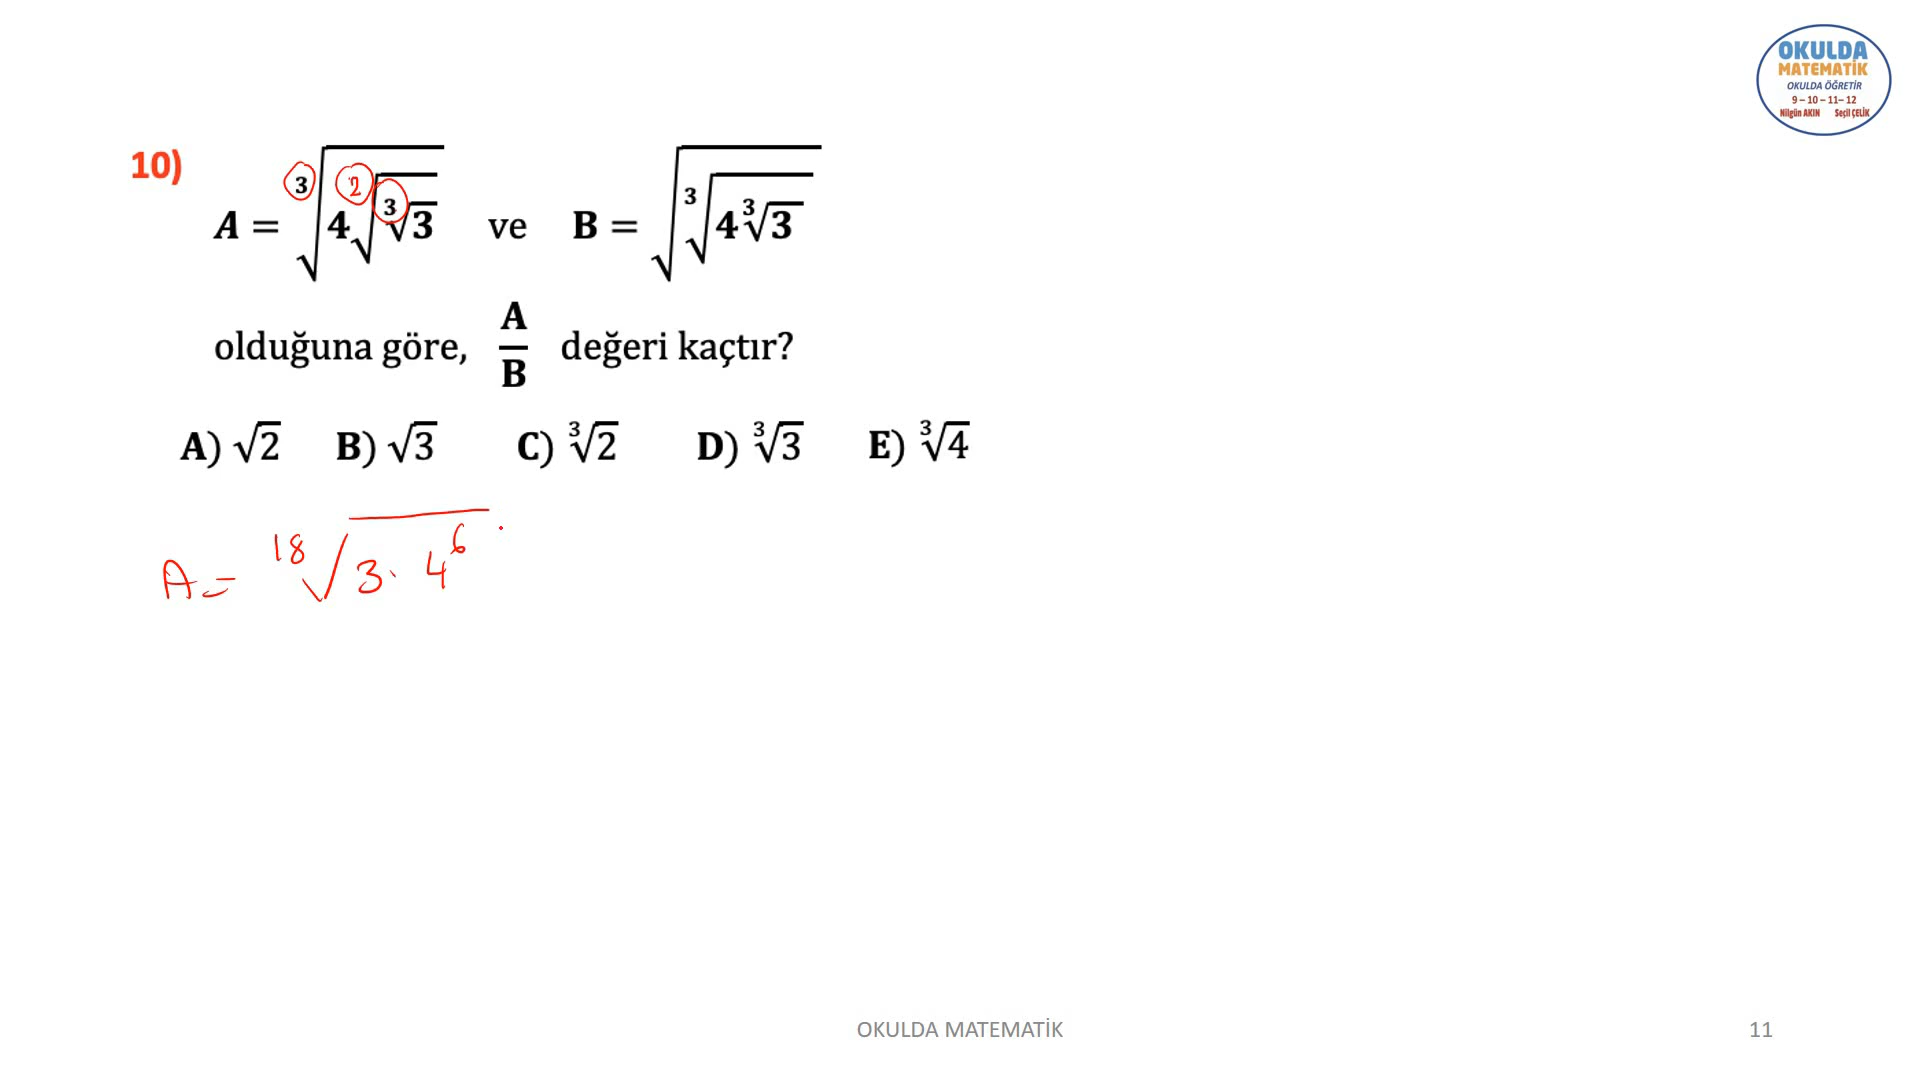 OKULDA
MATEMATİK
OKULDA ÖĞRETİR
9 – 10 – 11– 12
Nilgün AKIN Seçil ÇELİK
10) A = ∛(4√(∛3)) ve B = √(∛(4∛3))
2
olduğuna göre, A/B değeri kaçtır?
A) √2 B) √3 C) ∛2 D) ∛3 E) ∛4
A = ¹⁸√(3 · 4⁶) ·
OKULDA MATEMATİK 11